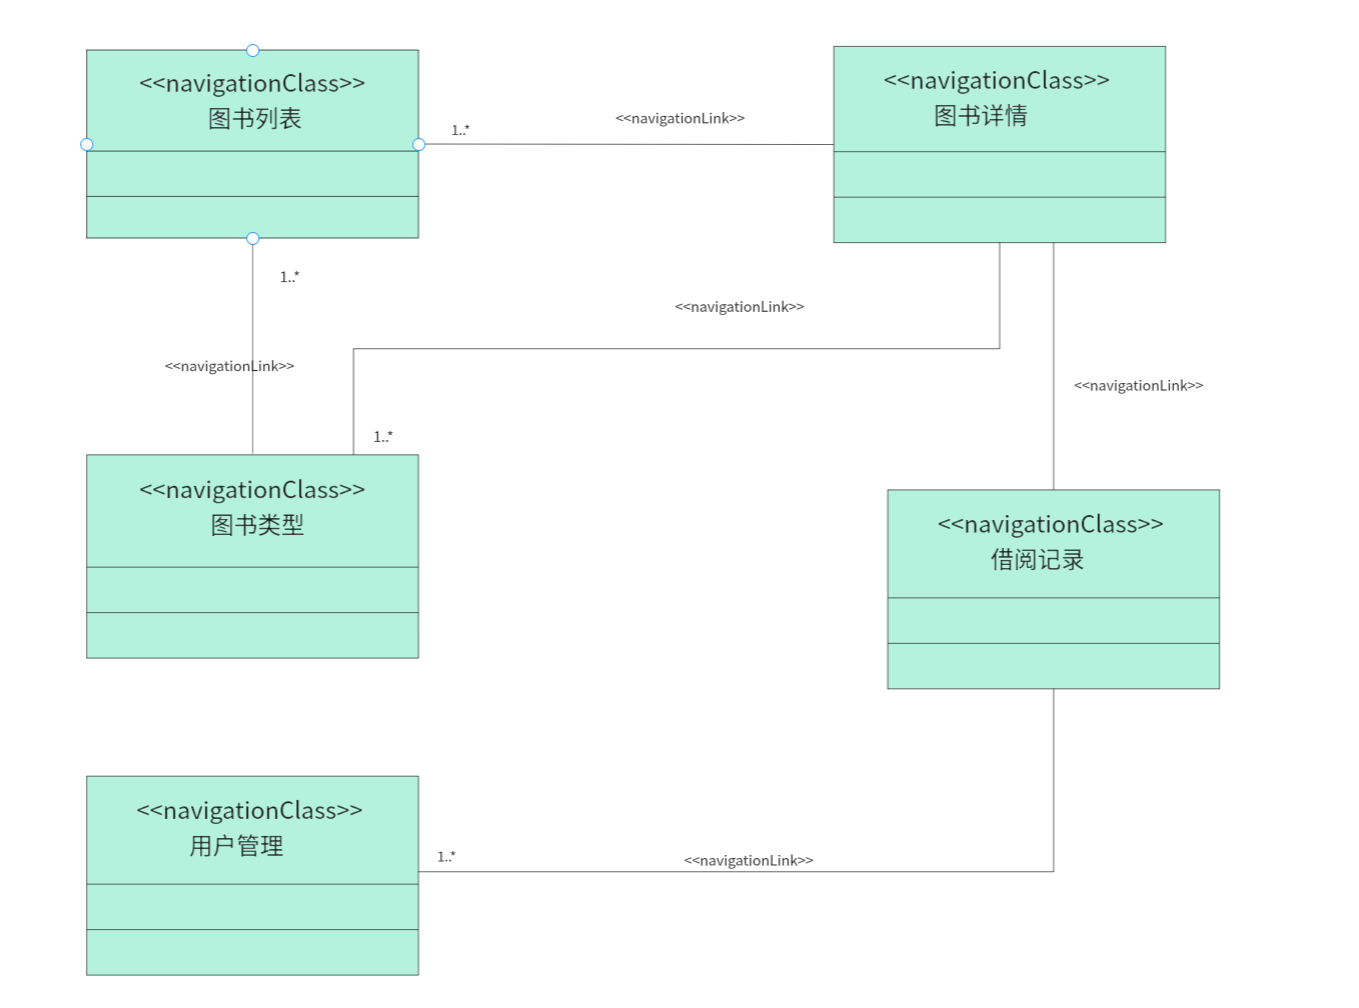 <<navigationClass>>
图书列表
<<navigationClass>>
图书详情
1..*
<<navigationLink>>
1..*
<<navigationLink>>
<<navigationLink>>
<<navigationLink>>
1..*
<<navigationClass>>
图书类型
<<navigationClass>>
借阅记录
<<navigationClass>>
用户管理
1..*
<<navigationLink>>